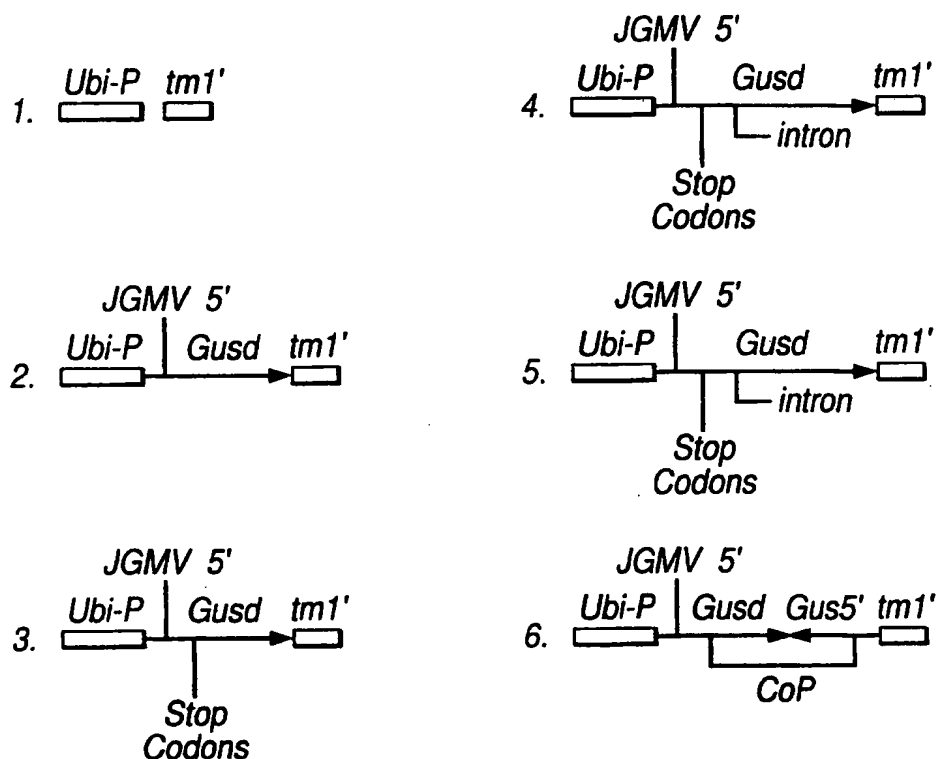 1.
Ubi-P tm1'
2.
JGMV 5'
Ubi-P Gusd tm1'
3.
JGMV 5'
Ubi-P Gusd tm1'
Stop
Codons
4.
JGMV 5'
Ubi-P Gusd tm1'
intron
Stop
Codons
5.
JGMV 5'
Ubi-P Gusd tm1'
intron
Stop
Codons
6.
JGMV 5'
Ubi-P Gusd Gus5' tm1'
CoP